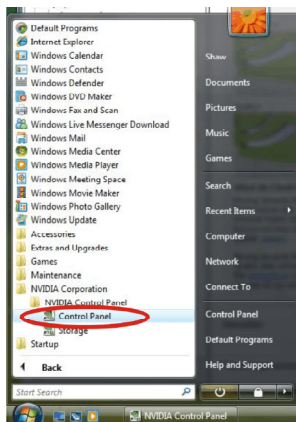 Default Programs
Internet Explorer
Windows Calendar
Windows Contacts
Windows Defender
Windows DVD Maker
Windows Fax and Scan
Windows Live Messenger Download
Windows Mail
Windows Media Center
Windows Media Player
Windows Meeting Space
Windows Movie Maker
Windows Photo Gallery
Windows Update
Accessories
Extras and Upgrades
Games
Maintenance
NVIDIA Corporation
NVIDIA Control Panel
Control Panel
Storage
Startup
Back
Start Search
Shaw
Documents
Pictures
Music
Games
Search
Recent Items
Computer
Network
Connect To
Control Panel
Default Programs
Help and Support
NVIDIA Control Panel